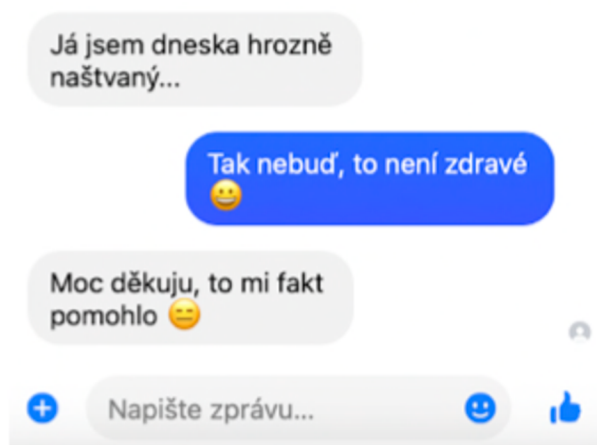 Já jsem dneska hrozně
naštvaný...
Tak nebuď, to není zdravé
😀
Moc děkuju, to mi fakt
pomohlo 😑
Napište zprávu...